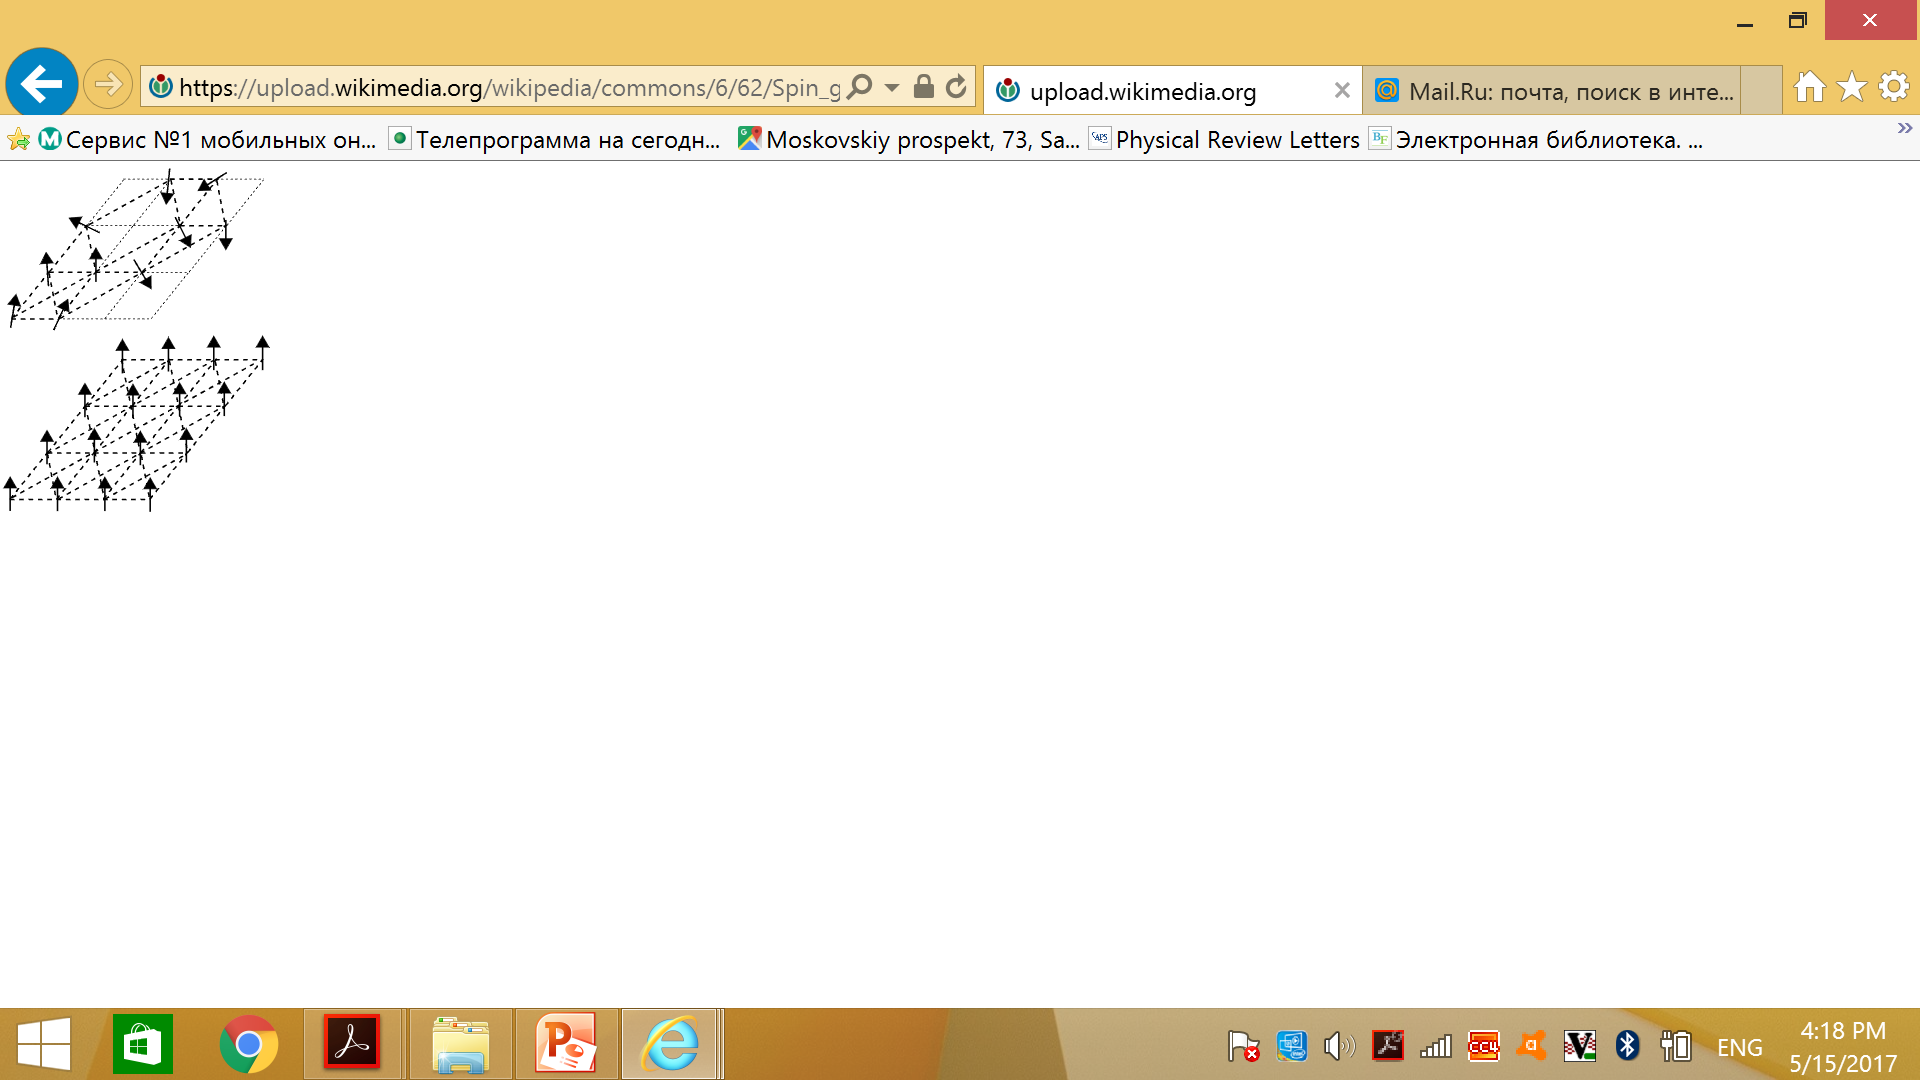 https://upload.wikimedia.org/wikipedia/commons/6/62/Spin_g
upload.wikimedia.org
Mail.Ru: почта, поиск в инте...
Сервис №1 мобильных он...
Телепрограмма на сегодн...
Moskovskiy prospekt, 73, Sa...
Physical Review Letters
Электронная библиотека. ...
ENG
4:18 PM
5/15/2017